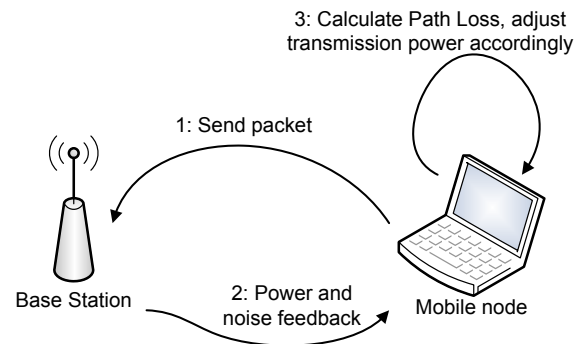 3: Calculate Path Loss, adjust
transmission power accordingly
1: Send packet
Base Station
2: Power and
noise feedback
Mobile node